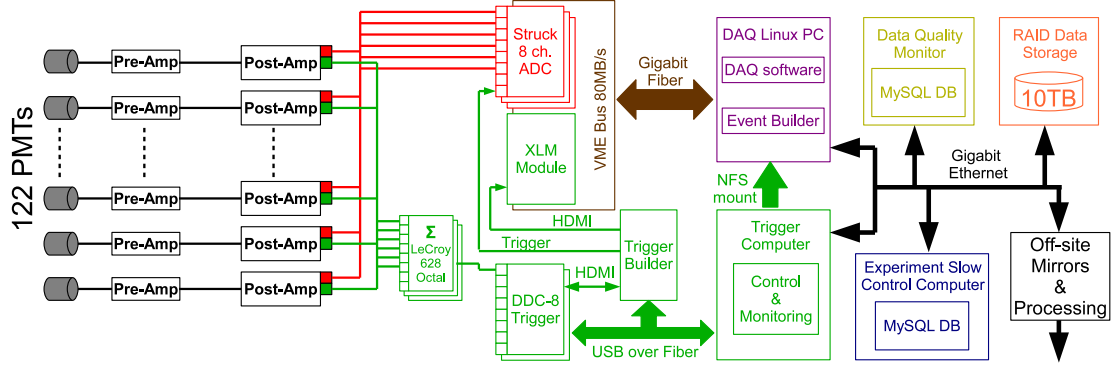 122 PMTs
Pre-Amp
Post-Amp
Pre-Amp
Post-Amp
Pre-Amp
Post-Amp
Pre-Amp
Post-Amp
Pre-Amp
Post-Amp
Σ
LeCroy
628
Octal
Struck
8 ch.
ADC
XLM
Module
VME Bus 80MB/s
HDMI
Trigger
DDC-8
Trigger
HDMI
Trigger
Builder
USB over Fiber
Gigabit
Fiber
DAQ Linux PC
DAQ software
Event Builder
NFS
mount
Trigger
Computer
Control
&
Monitoring
Data Quality
Monitor
MySQL DB
RAID Data
Storage
10TB
Gigabit
Ethernet
Experiment Slow
Control Computer
MySQL DB
Off-site
Mirrors
&
Processing